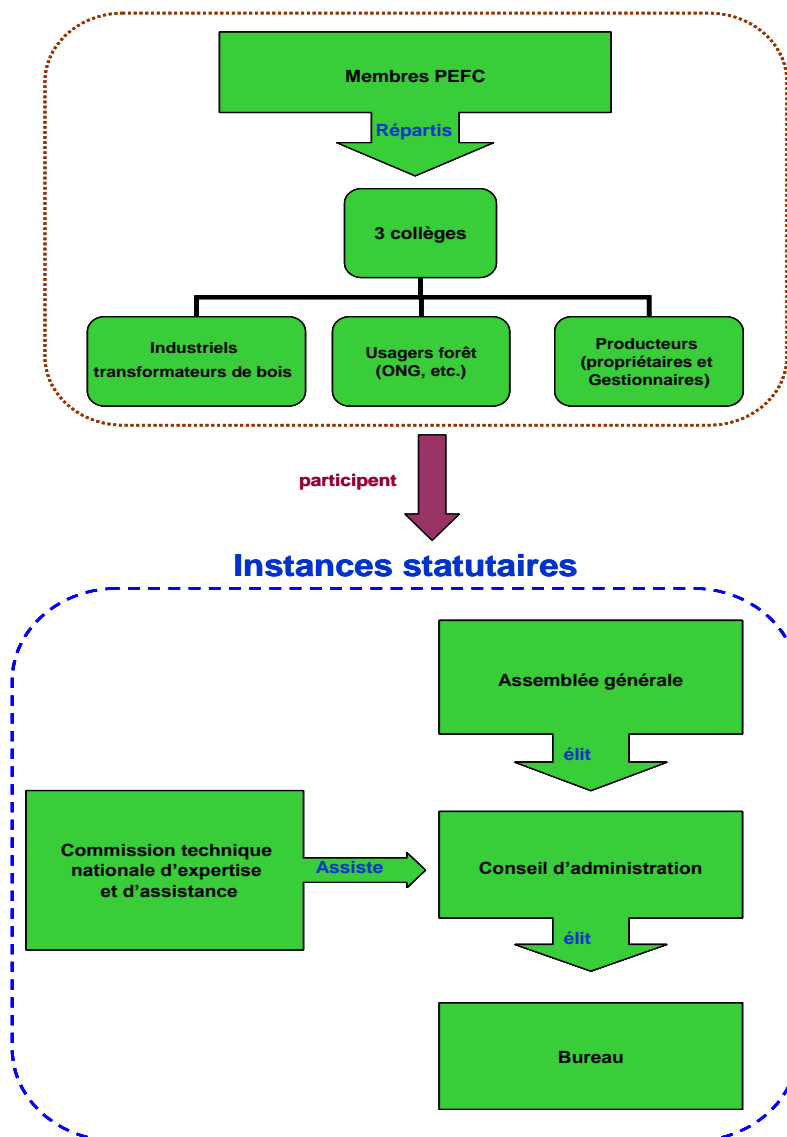 Membres PEFC
Répartis
3 collèges
Industriels
transformateurs de bois
Usagers forêt
(ONG, etc.)
Producteurs
(propriétaires et
Gestionnaires)
participent
Instances statutaires
Assemblée générale
élit
Commission technique
nationale d’expertise
et d’assistance
Assiste
Conseil d’administration
élit
Bureau